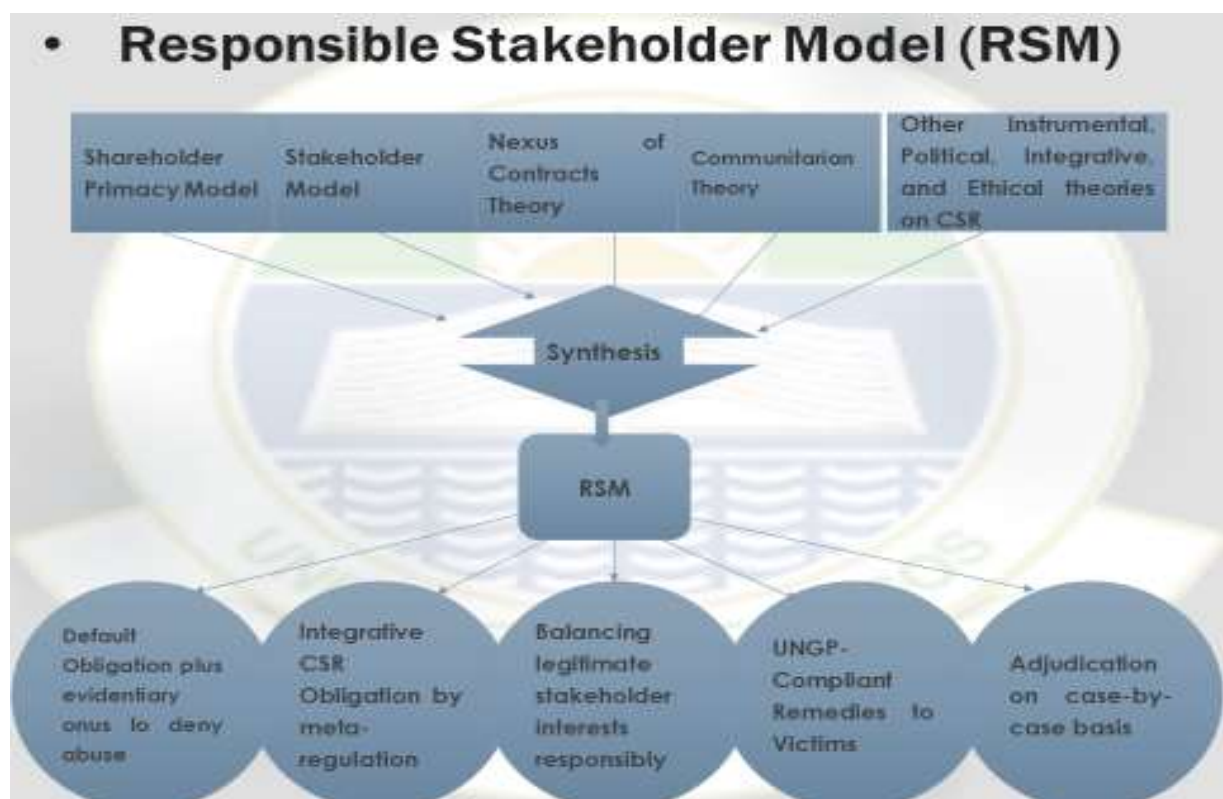 • Responsible Stakeholder Model (RSM)
Shareholder
Primacy Model
Stakeholder
Model
Nexus of
Contracts
Theory
Communitarian
Theory
Other Instrumental,
Political, Integrative,
and Ethical theories
on CSR
Synthesis
RSM
Default
Obligation plus
evidentiary
onus to deny
abuse
Integrative
CSR
Obligation by
meta-
regulation
Balancing
legitimate
stakeholder
interests
responsibly
UNGP-
Compliant
Remedies to
Victims
Adjudication
on case-by-
case basis